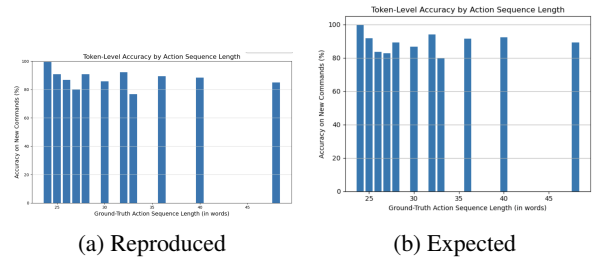 Token-Level Accuracy by Action Sequence Length
Accuracy on New Commands (%)
100
80
60
40
20
0
25
30
35
40
45
Ground-Truth Action Sequence Length (in words)
(a) Reproduced
Token-Level Accuracy by Action Sequence Length
Accuracy on New Commands (%)
100
80
60
40
20
0
25
30
35
40
45
Ground-Truth Action Sequence Length (in words)
(b) Expected